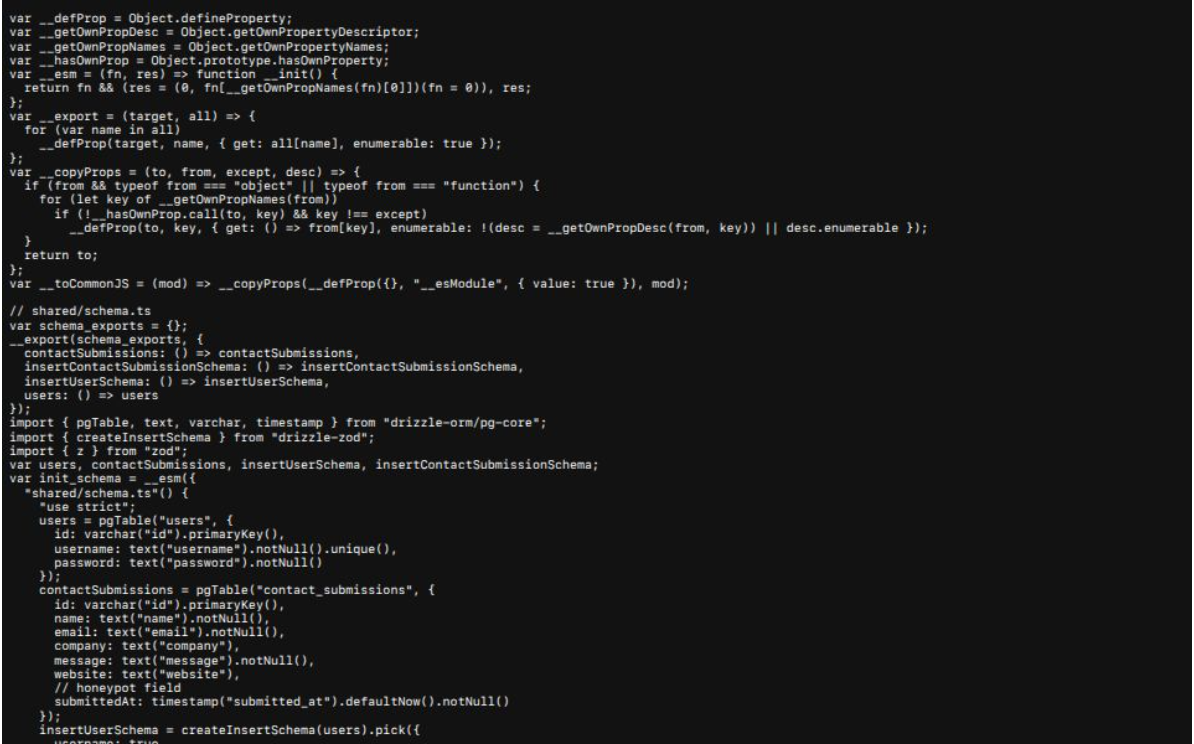 var __defProp = Object.defineProperty;
var __getOwnPropDesc = Object.getOwnPropertyDescriptor;
var __getOwnPropNames = Object.getOwnPropertyNames;
var __hasOwnProp = Object.prototype.hasOwnProperty;
var __esm = (fn, res) => function __init() {
  return fn && (res = (0, fn[__getOwnPropNames(fn)[0]])(fn = 0)), res;
};
var __export = (target, all) => {
  for (var name in all)
    __defProp(target, name, { get: all[name], enumerable: true });
};
var __copyProps = (to, from, except, desc) => {
  if (from && typeof from === "object" || typeof from === "function") {
    for (let key of __getOwnPropNames(from))
      if (!__hasOwnProp.call(to, key) && key !== except)
        __defProp(to, key, { get: () => from[key], enumerable: !(desc = __getOwnPropDesc(from, key)) || desc.enumerable });
  }
  return to;
};
var __toCommonJS = (mod) => __copyProps(__defProp({}, "__esModule", { value: true }), mod);

// shared/schema.ts
var schema_exports = {};
__export(schema_exports, {
  contactSubmissions: () => contactSubmissions,
  insertContactSubmissionSchema: () => insertContactSubmissionSchema,
  insertUserSchema: () => insertUserSchema,
  users: () => users
});
import { pgTable, text, varchar, timestamp } from "drizzle-orm/pg-core";
import { createInsertSchema } from "drizzle-zod";
import { z } from "zod";
var users, contactSubmissions, insertUserSchema, insertContactSubmissionSchema;
var init_schema = __esm({
  "shared/schema.ts"() {
    "use strict";
    users = pgTable("users", {
      id: varchar("id").primaryKey(),
      username: text("username").notNull().unique(),
      password: text("password").notNull()
    });
    contactSubmissions = pgTable("contact_submissions", {
      id: varchar("id").primaryKey(),
      name: text("name").notNull(),
      email: text("email").notNull(),
      company: text("company"),
      message: text("message").notNull(),
      website: text("website"),
      // honeypot field
      submittedAt: timestamp("submitted_at").defaultNow().notNull()
    });
    insertUserSchema = createInsertSchema(users).pick({
      username: true